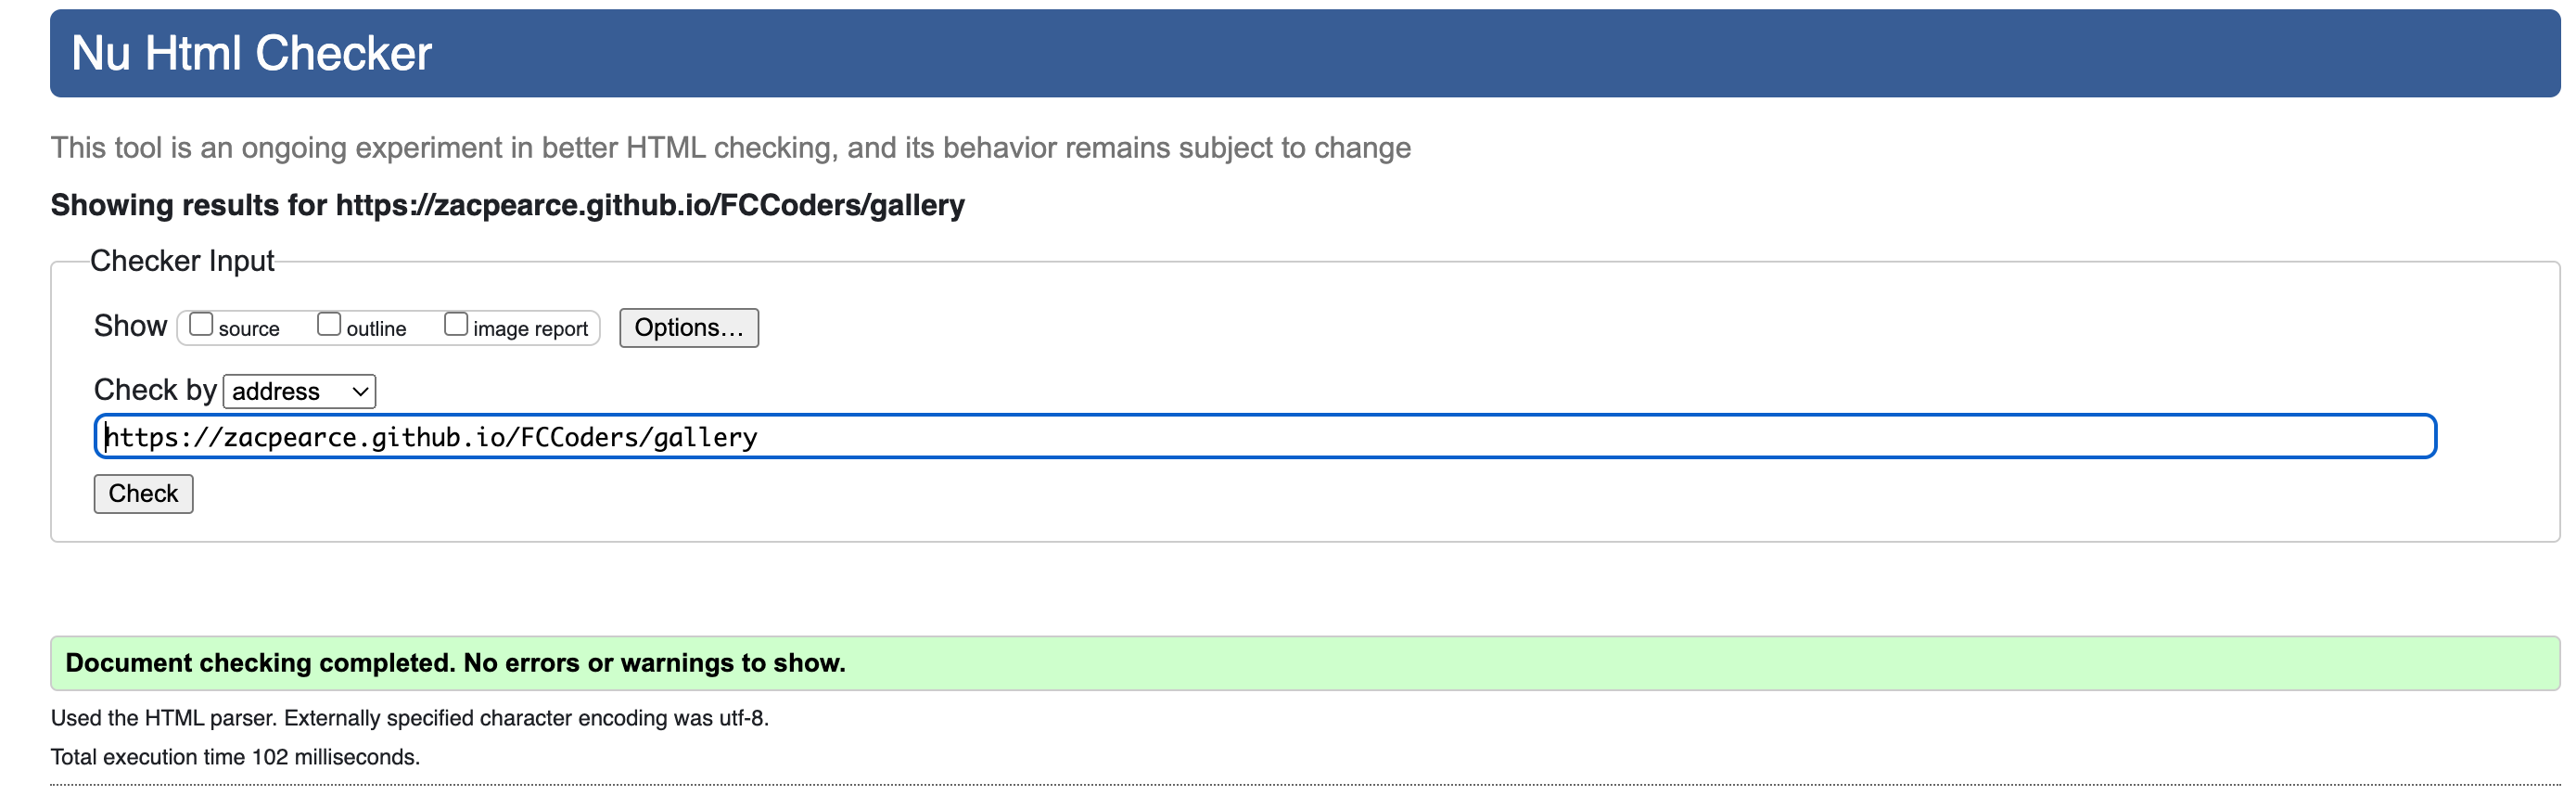 Nu Html Checker
This tool is an ongoing experiment in better HTML checking, and its behavior remains subject to change
Showing results for https://zacpearce.github.io/FCCoders/gallery
Checker Input
Show source outline image report Options...
Check by address
https://zacpearce.github.io/FCCoders/gallery
Check
Document checking completed. No errors or warnings to show.
Used the HTML parser. Externally specified character encoding was utf-8.
Total execution time 102 milliseconds.